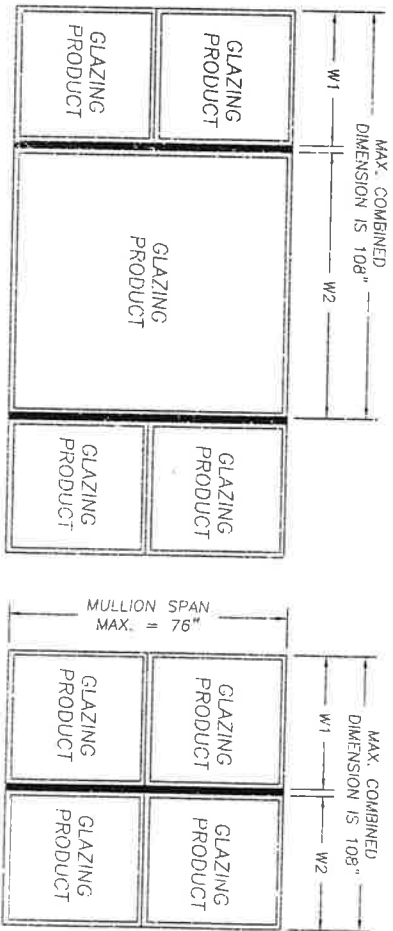 MAX. COMBINED
DIMENSION IS 108"
W1
W2
GLAZING
PRODUCT
GLAZING
PRODUCT
GLAZING
PRODUCT
GLAZING
PRODUCT
GLAZING
PRODUCT
MULLION SPAN
MAX. = 76"
MAX. COMBINED
DIMENSION IS 108"
W1
W2
GLAZING
PRODUCT
GLAZING
PRODUCT
GLAZING
PRODUCT
GLAZING
PRODUCT